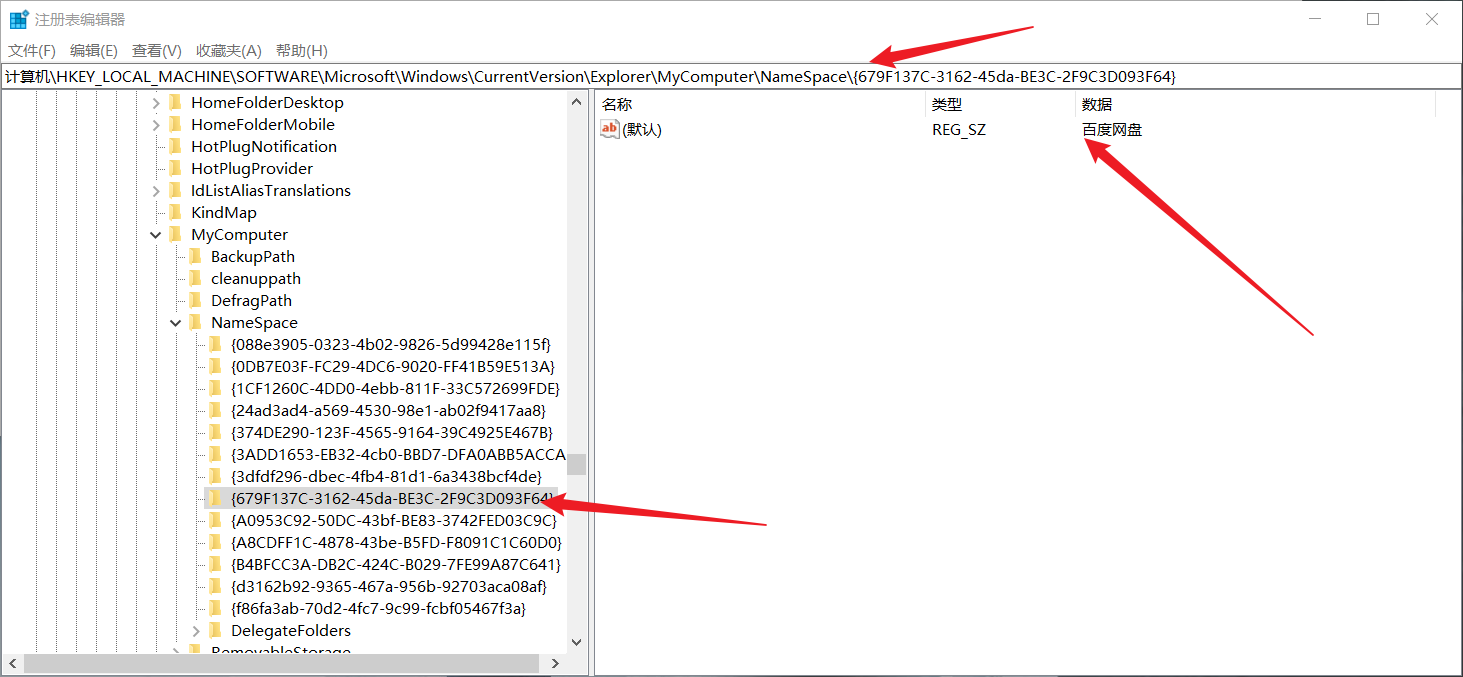 注册表编辑器
文件(F) 编辑(E) 查看(V) 收藏夹(A) 帮助(H)
计算机\HKEY_LOCAL_MACHINE\SOFTWARE\Microsoft\Windows\CurrentVersion\Explorer\MyComputer\NameSpace\{679F137C-3162-45da-BE3C-2F9C3D093F64}
HomeFolderDesktop
HomeFolderMobile
HotPlugNotification
HotPlugProvider
IdListAliasTranslations
KindMap
MyComputer
BackupPath
cleanuppath
DefragPath
NameSpace
{088e3905-0323-4b02-9826-5d99428e115f}
{0DB7E03F-FC29-4DC6-9020-FF41B59E513A}
{1CF1260C-4DD0-4ebb-811F-33C572699FDE}
{24ad3ad4-a569-4530-98e1-ab02f9417aa8}
{374DE290-123F-4565-9164-39C4925E467B}
{3ADD1653-EB32-4cb0-BBD7-DFA0ABB5ACCA
{3dfdf296-dbec-4fb4-81d1-6a3438bcf4de}
{679F137C-3162-45da-BE3C-2F9C3D093F64}
{A0953C92-50DC-43bf-BE83-3742FED03C9C}
{A8CDFF1C-4878-43be-B5FD-F8091C1C60D0}
{B4BFCC3A-DB2C-424C-B029-7FE99A87C641}
{d3162b92-9365-467a-956b-92703aca08af}
{f86fa3ab-70d2-4fc7-9c99-fcbf05467f3a}
DelegateFolders
RemovableStorage
名称 类型 数据
ab (默认) REG_SZ 百度网盘